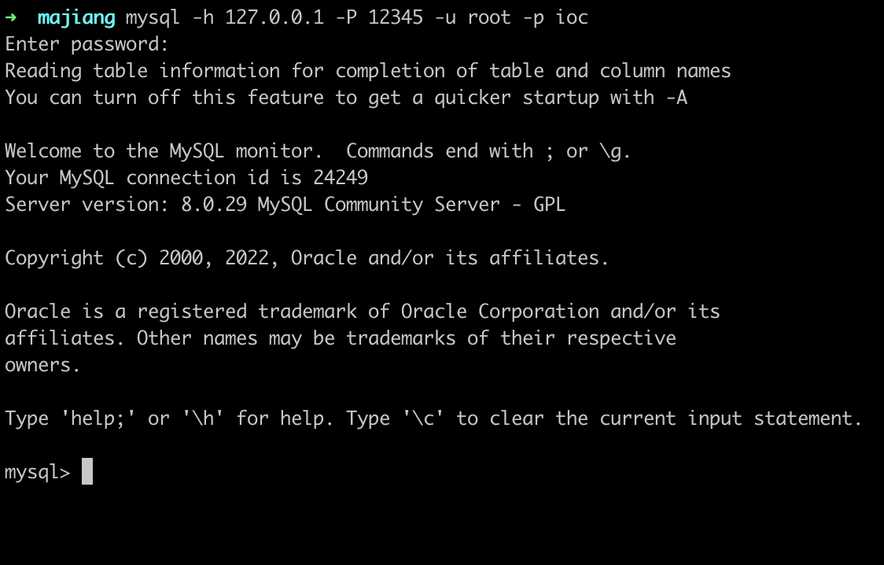 ➜  majiang mysql -h 127.0.0.1 -P 12345 -u root -p ioc
Enter password:
Reading table information for completion of table and column names
You can turn off this feature to get a quicker startup with -A
Welcome to the MySQL monitor.  Commands end with ; or \g.
Your MySQL connection id is 24249
Server version: 8.0.29 MySQL Community Server - GPL
Copyright (c) 2000, 2022, Oracle and/or its affiliates.
Oracle is a registered trademark of Oracle Corporation and/or its
affiliates. Other names may be trademarks of their respective
owners.
Type 'help;' or '\h' for help. Type '\c' to clear the current input statement.
mysql>